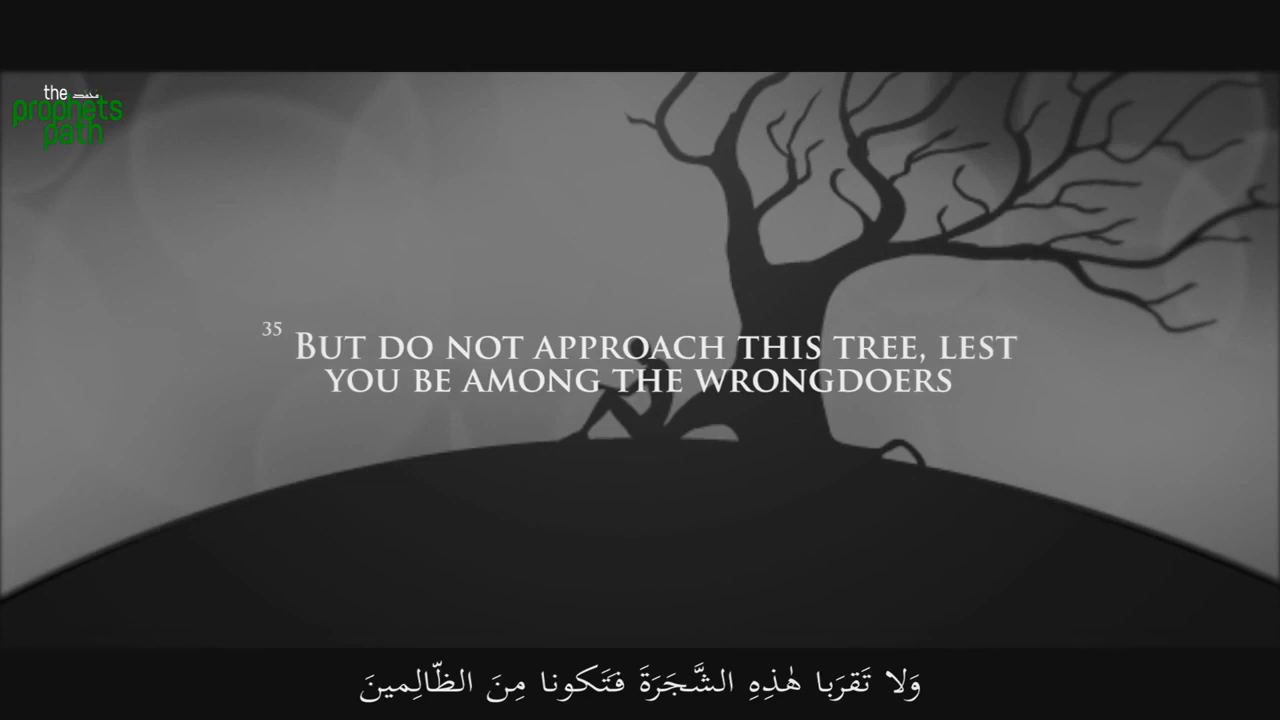 the محمد
prophets
path
35 BUT DO NOT APPROACH THIS TREE, LEST
YOU BE AMONG THE WRONGDOERS
وَلا تَقرَبا هٰذِهِ الشَّجَرَةَ فَتَكونا مِنَ الظّالِمينَ